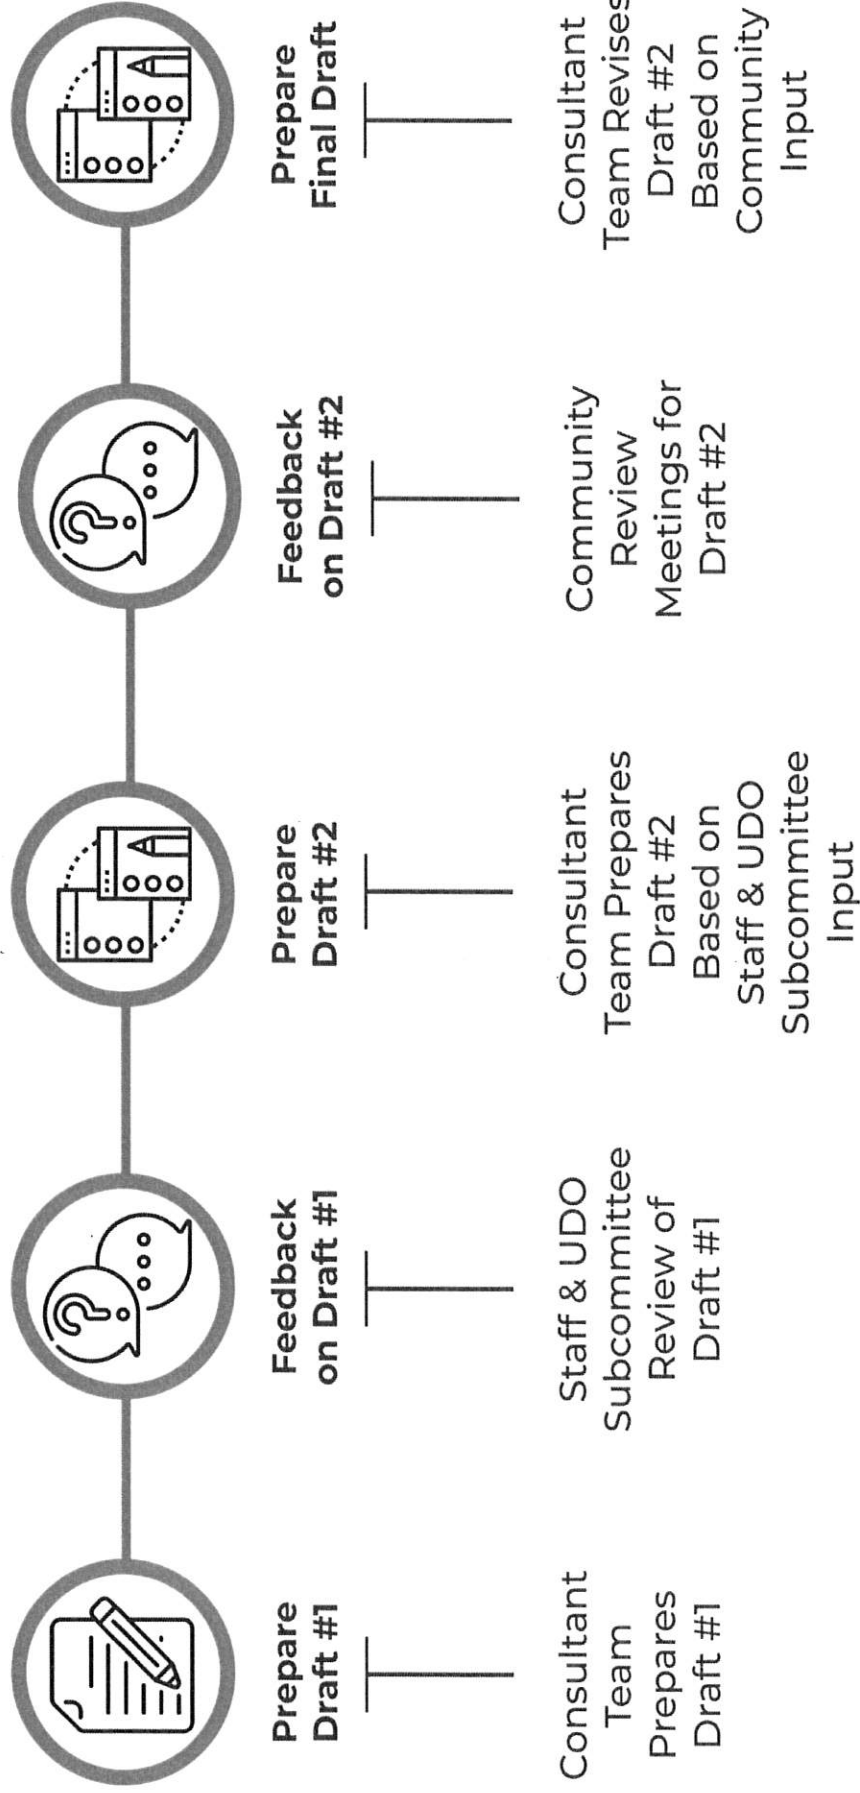 Prepare
Draft #1
Consultant
Team
Prepares
Draft #1
Feedback
on Draft #1
Staff & UDO
Subcommittee
Review of
Draft #1
Prepare
Draft #2
Consultant
Team Prepares
Draft #2
Based on
Staff & UDO
Subcommittee
Input
Feedback
on Draft #2
Community
Review
Meetings for
Draft #2
Prepare
Final Draft
Consultant
Team Revises
Draft #2
Based on
Community
Input